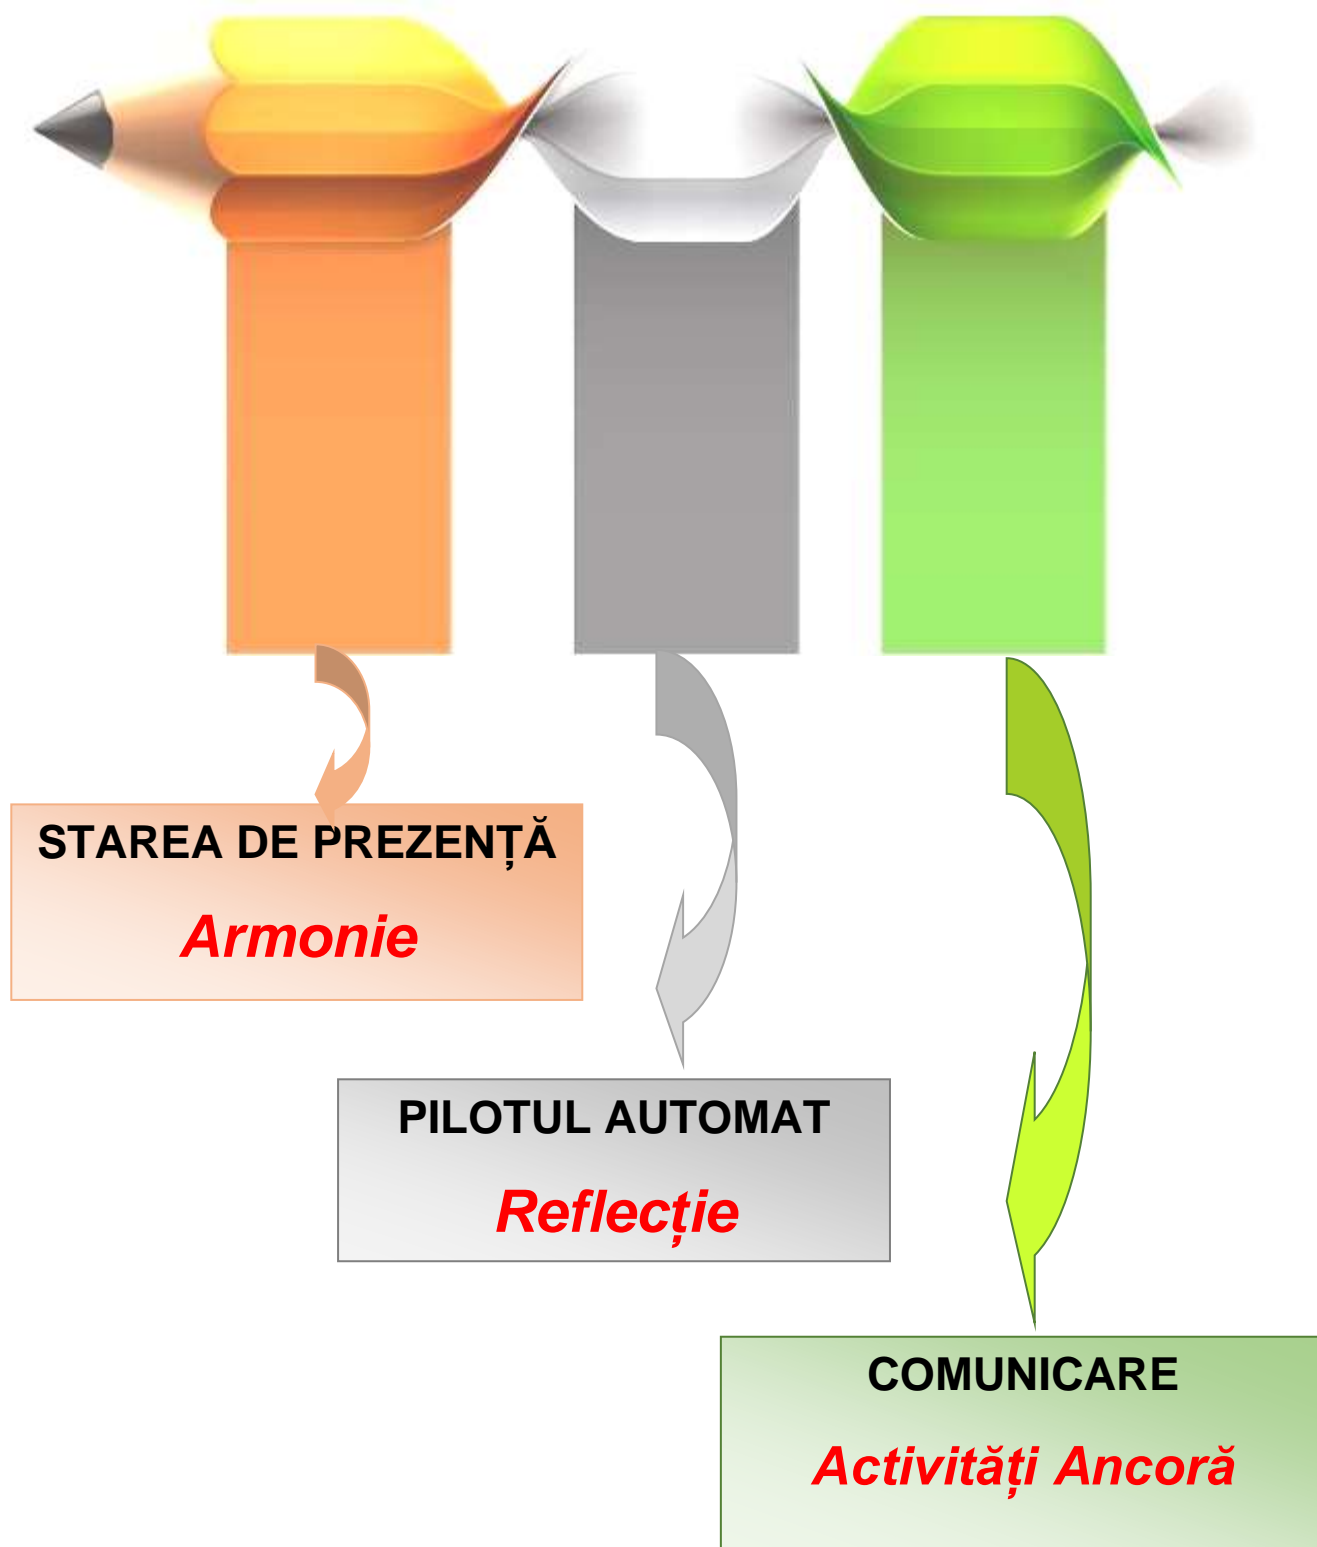 STAREA DE PREZENȚĂ
Armonie
PILOTUL AUTOMAT
Reflecție
COMUNICARE
Activități Ancoră